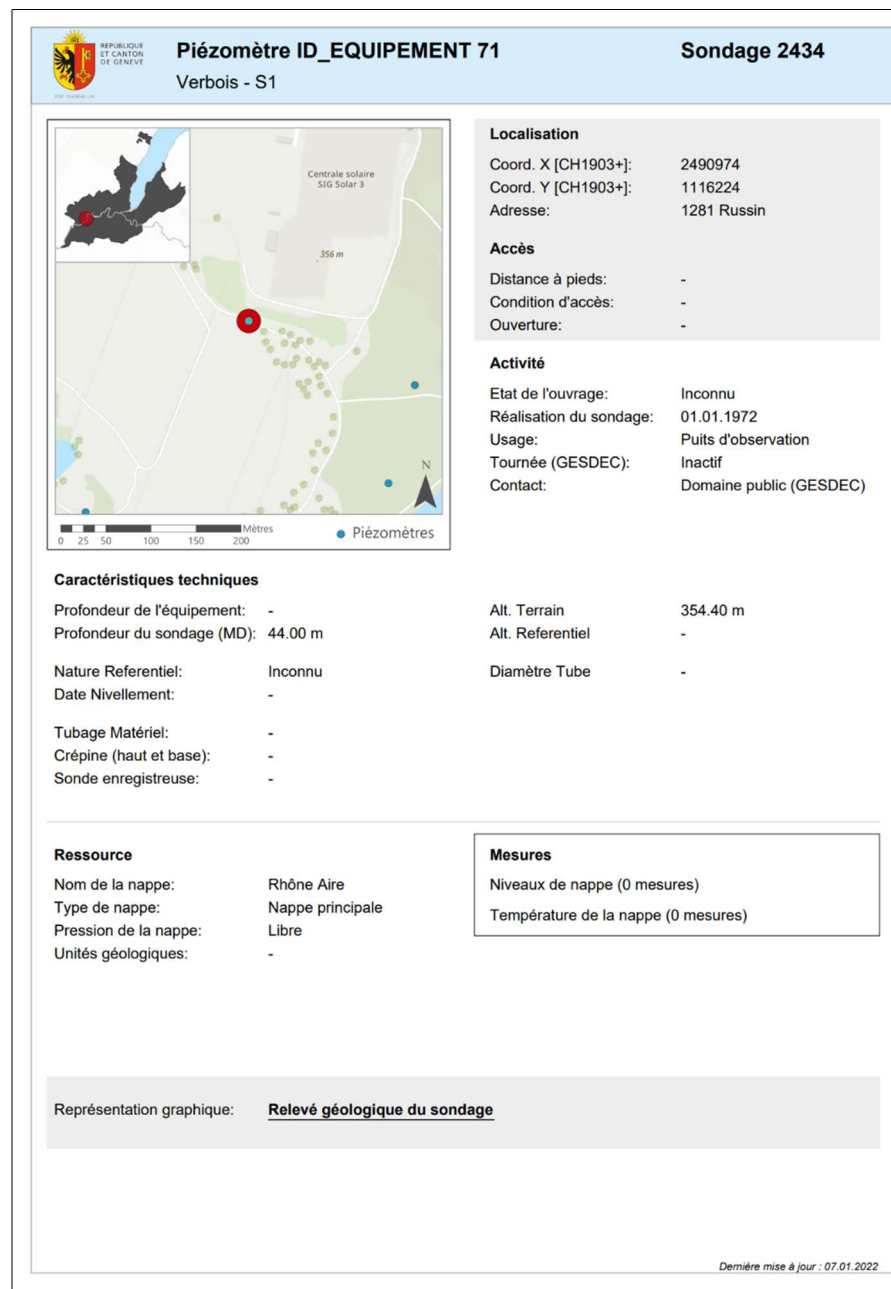 REPUBLIQUE
ET CANTON
DE GENEVE
Piézomètre ID_EQUIPEMENT 71
Sondage 2434
Verbois - S1
Centrale solaire
SIG Solar 3
356 m
N
Mètres
0 25 50 100 150 200
Piézomètres
Localisation
Coord. X [CH1903+]: 2490974
Coord. Y [CH1903+]: 1116224
Adresse: 1281 Russin
Accès
Distance à pieds: -
Condition d'accès: -
Ouverture: -
Activité
Etat de l'ouvrage: Inconnu
Réalisation du sondage: 01.01.1972
Usage: Puits d'observation
Tournée (GESDEC): Inactif
Contact: Domaine public (GESDEC)
Caractéristiques techniques
Profondeur de l'équipement: - Alt. Terrain 354.40 m
Profondeur du sondage (MD): 44.00 m Alt. Referentiel -
Nature Referentiel: Inconnu Diamètre Tube -
Date Nivellement: -
Tubage Matériel: -
Crépine (haut et base): -
Sonde enregistreuse: -
Ressource
Nom de la nappe: Rhône Aire
Type de nappe: Nappe principale
Pression de la nappe: Libre
Unités géologiques: -
Mesures
Niveaux de nappe (0 mesures)
Température de la nappe (0 mesures)
Représentation graphique: Relevé géologique du sondage
Dernière mise à jour : 07.01.2022